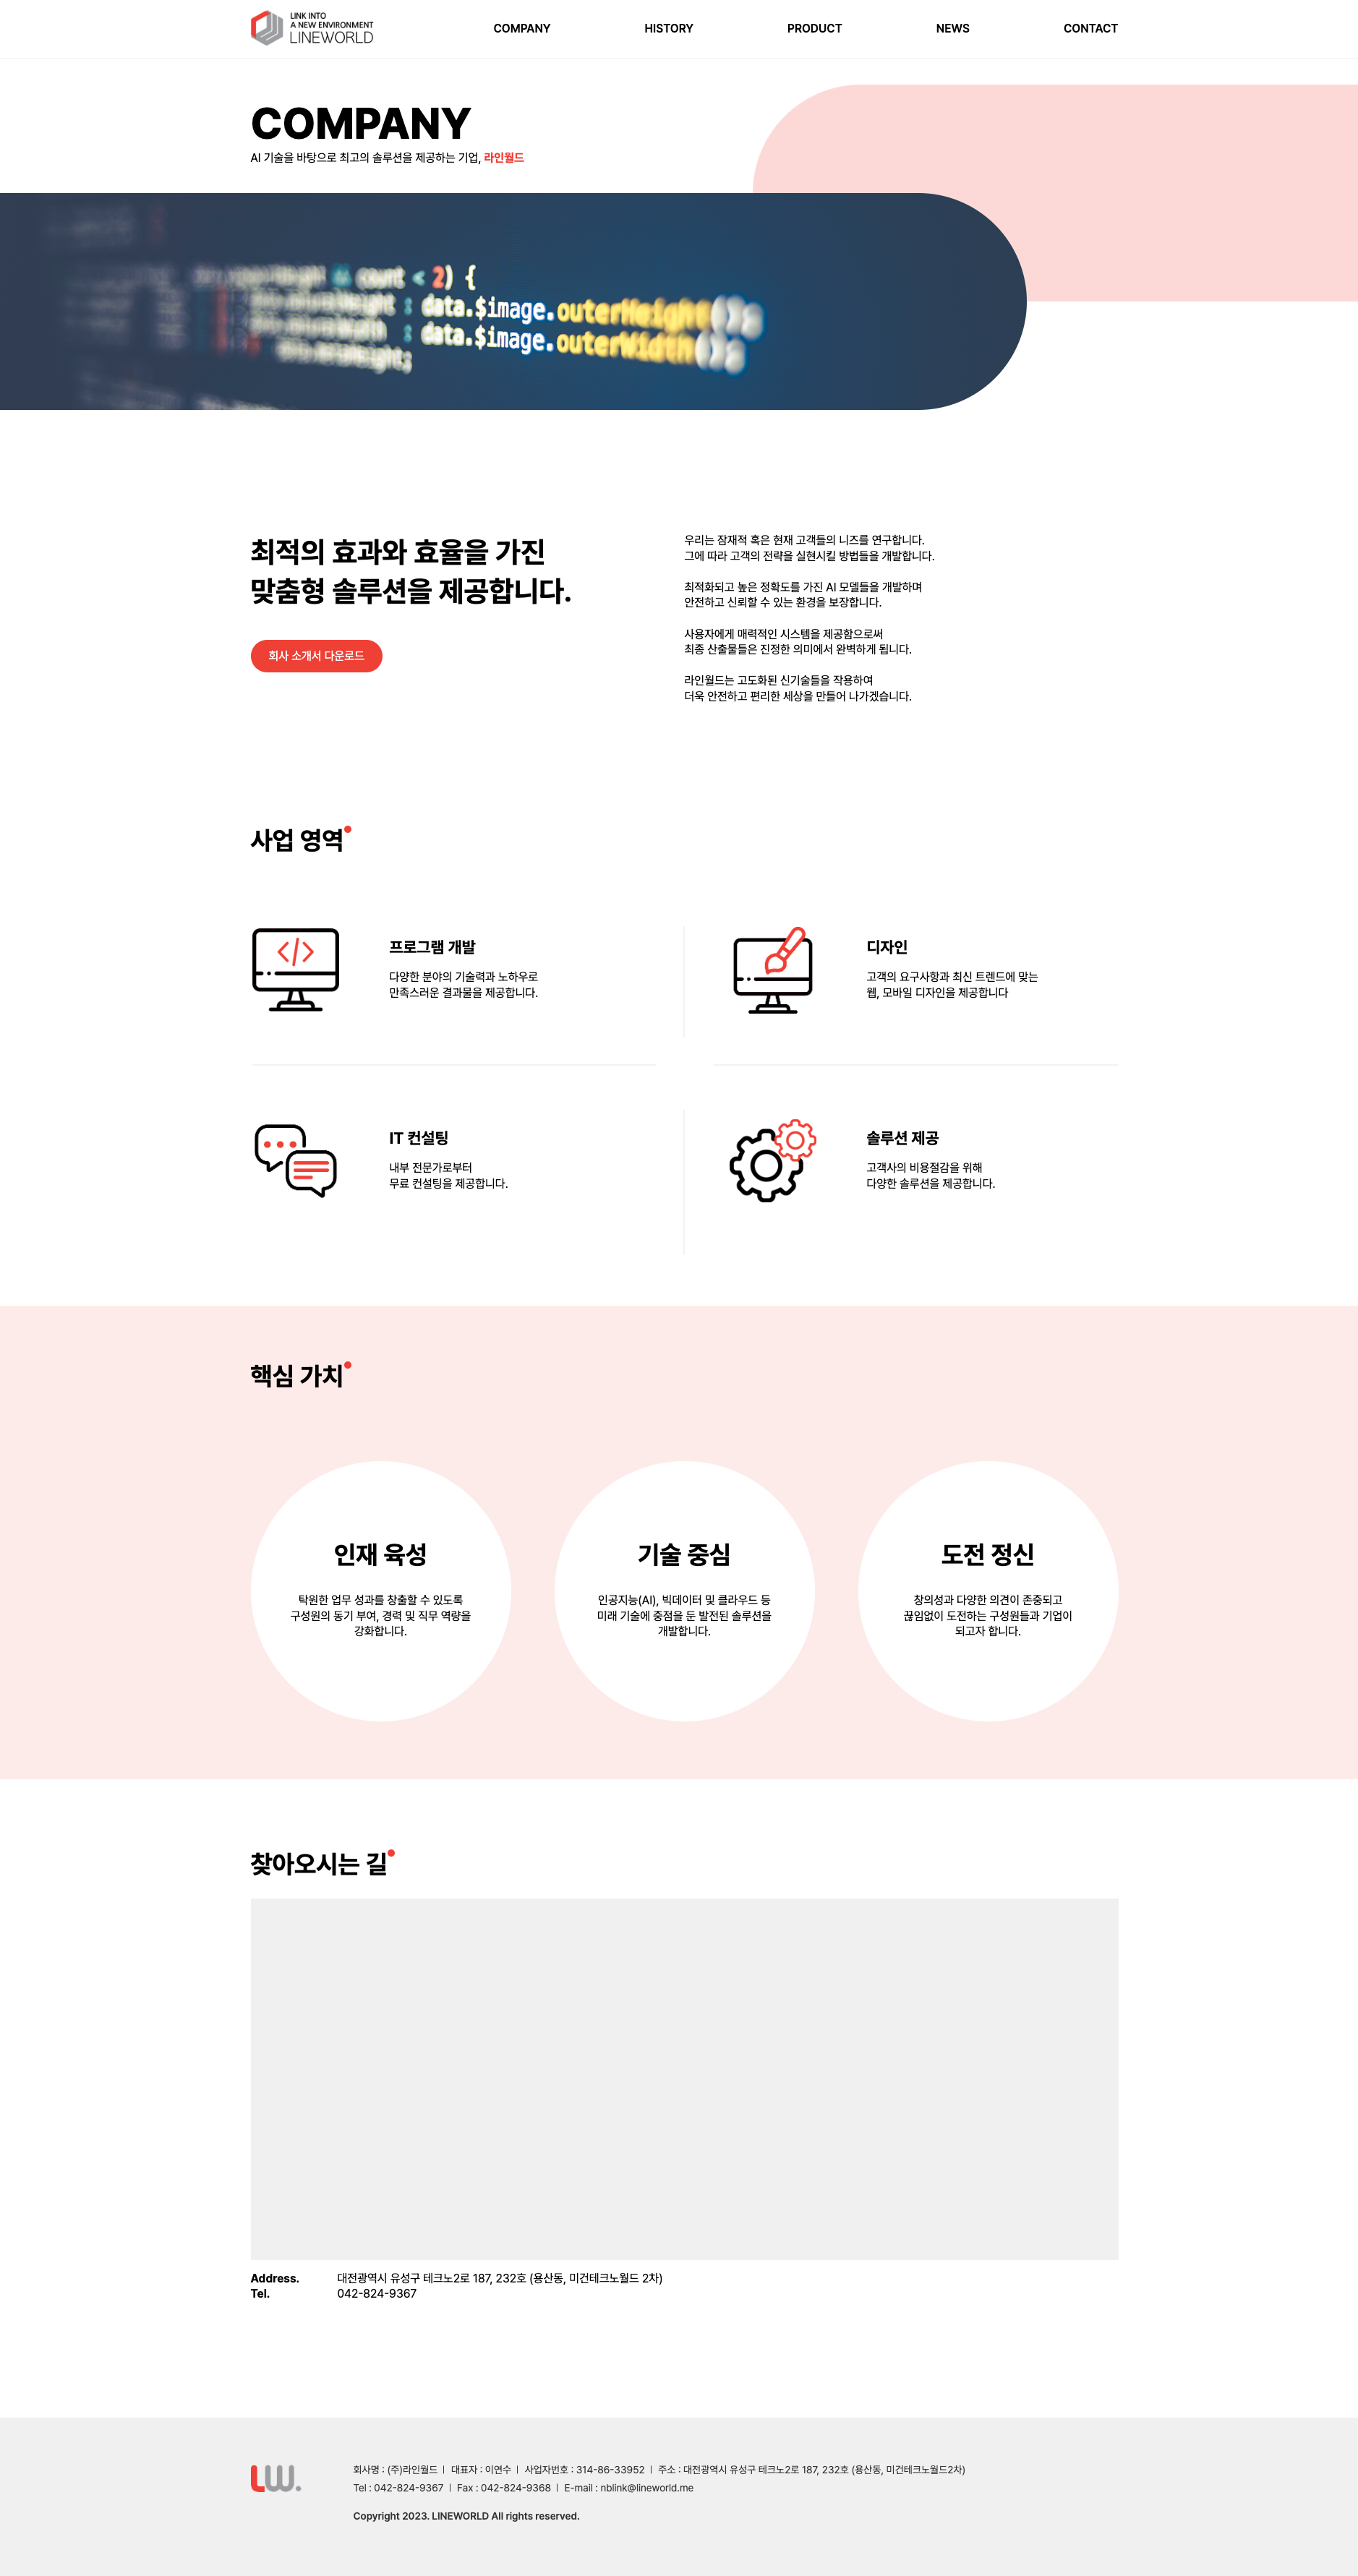 LINK INTO
A NEW ENVIRONMENT
LINEWORLD
COMPANY
HISTORY
PRODUCT
NEWS
CONTACT
COMPANY
AI 기술을 바탕으로 최고의 솔루션을 제공하는 기업, 라인월드
count < 2) {
: data.$image.outerHeight()a
: data.$image.outerWidth()a
최적의 효과와 효율을 가진
맞춤형 솔루션을 제공합니다.
회사 소개서 다운로드
우리는 잠재적 혹은 현재 고객들의 니즈를 연구합니다.
그에 따라 고객의 전략을 실현시킬 방법들을 개발합니다.
최적화되고 높은 정확도를 가진 AI 모델들을 개발하며
안전하고 신뢰할 수 있는 환경을 보장합니다.
사용자에게 매력적인 시스템을 제공함으로써
최종 산출물들은 진정한 의미에서 완벽하게 됩니다.
라인월드는 고도화된 신기술들을 작용하여
더욱 안전하고 편리한 세상을 만들어 나가겠습니다.
사업 영역
프로그램 개발
다양한 분야의 기술력과 노하우로
만족스러운 결과물을 제공합니다.
디자인
고객의 요구사항과 최신 트렌드에 맞는
웹, 모바일 디자인을 제공합니다
IT 컨설팅
내부 전문가로부터
무료 컨설팅을 제공합니다.
솔루션 제공
고객사의 비용절감을 위해
다양한 솔루션을 제공합니다.
핵심 가치
인재 육성
탁원한 업무 성과를 창출할 수 있도록
구성원의 동기 부여, 경력 및 직무 역량을
강화합니다.
기술 중심
인공지능(AI), 빅데이터 및 클라우드 등
미래 기술에 중점을 둔 발전된 솔루션을
개발합니다.
도전 정신
창의성과 다양한 의견이 존중되고
끊임없이 도전하는 구성원들과 기업이
되고자 합니다.
찾아오시는 길
Address. 대전광역시 유성구 테크노2로 187, 232호 (용산동, 미건테크노월드 2차)
Tel. 042-824-9367
LW.
회사명 : (주)라인월드 | 대표자 : 이연수 | 사업자번호 : 314-86-33952 | 주소 : 대전광역시 유성구 테크노2로 187, 232호 (용산동, 미건테크노월드2차)
Tel : 042-824-9367 | Fax : 042-824-9368 | E-mail : nblink@lineworld.me
Copyright 2023. LINEWORLD All rights reserved.